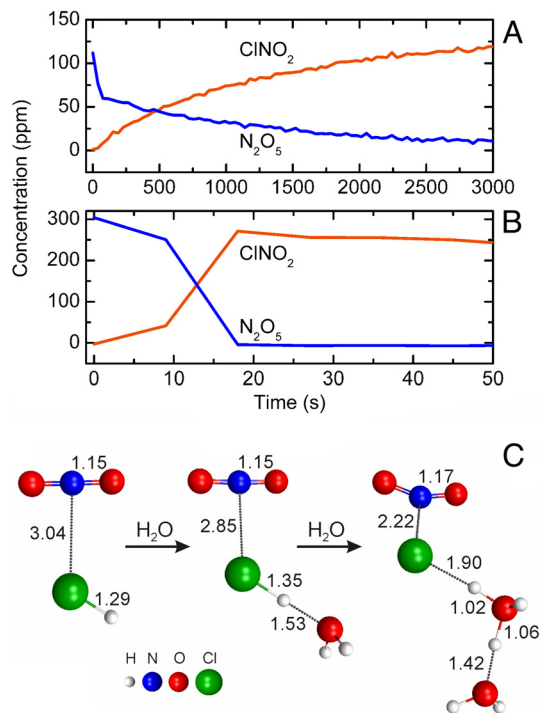 A
150
100
50
0
ClNO₂
N₂O₅
0 500 1000 1500 2000 2500 3000
Concentration (ppm)
B
300
200
100
0
ClNO₂
N₂O₅
0 10 20 30 40 50
Time (s)
C
1.15
3.04
1.29
H₂O
1.15
2.85
1.35
1.53
H₂O
1.17
2.22
1.90
1.02
1.06
1.42
H N O Cl